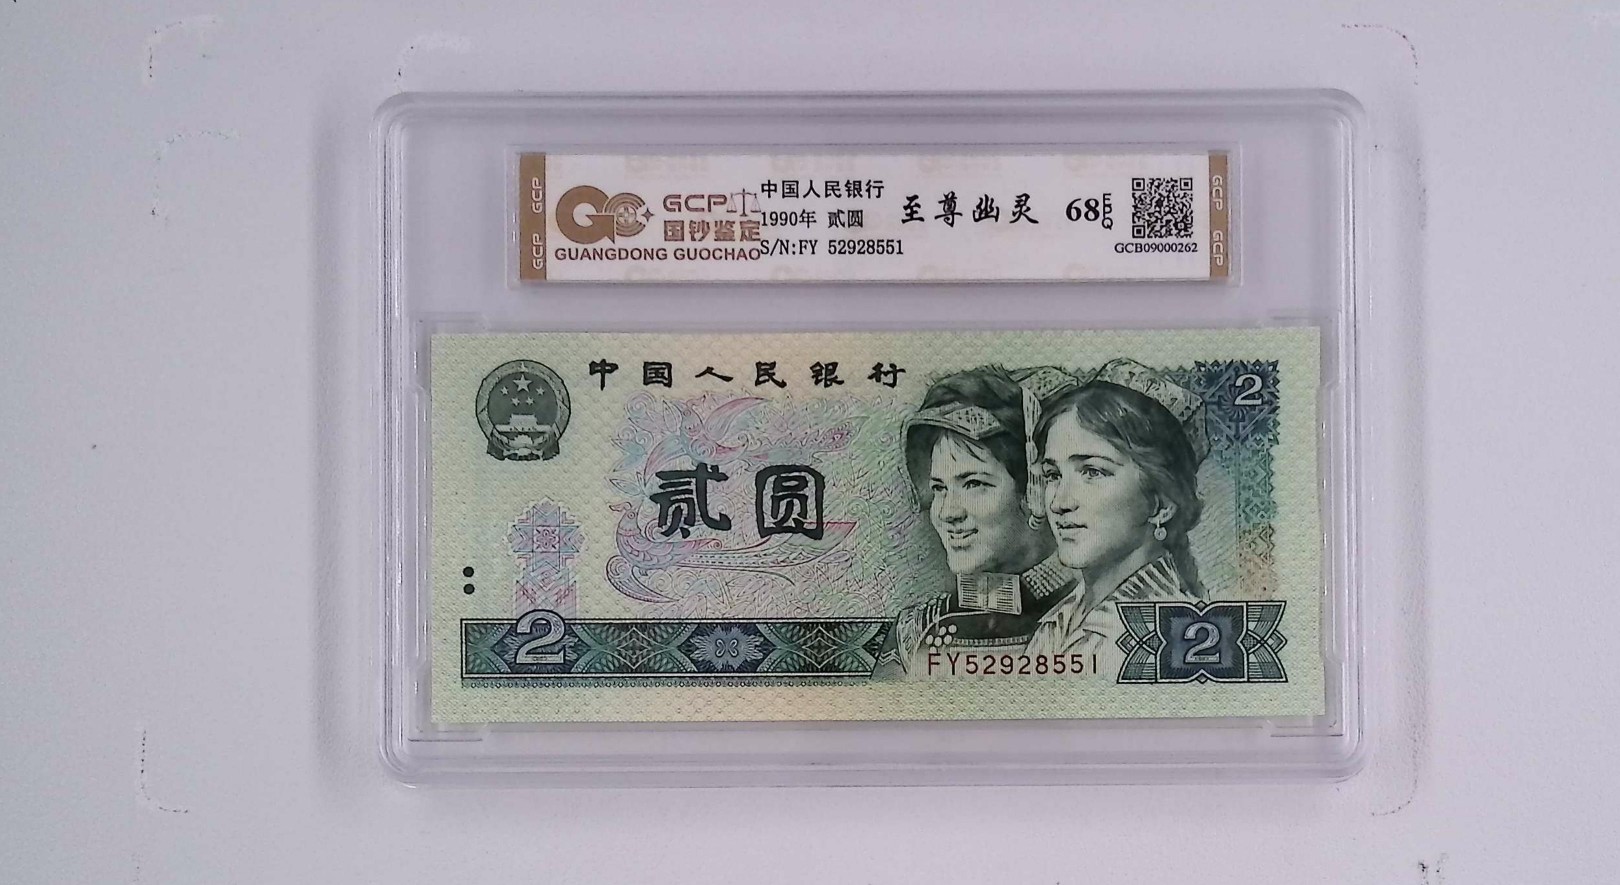 GCP
GCP
GCP
国钞鉴定
GUANGDONG GUOCHAO
中国人民银行
1990年 贰圆
S/N:FY 52928551
至尊幽灵
68
EPQ
GCB09000262
GCP
GCP
中国人民银行
2
贰圆
2
FY52928551
2